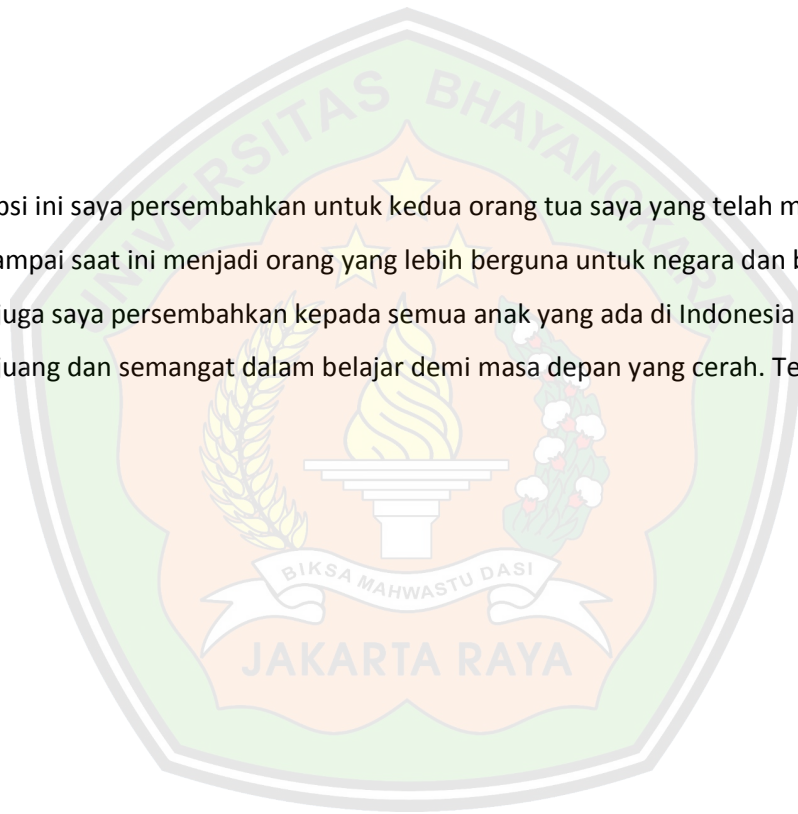 UNIVERSITAS BHAYANGKARA
psi ini saya persembahkan untuk kedua orang tua saya yang telah m
ampai saat ini menjadi orang yang lebih berguna untuk negara dan b
juga saya persembahkan kepada semua anak yang ada di Indonesia
juang dan semangat dalam belajar demi masa depan yang cerah. Te
BIKSA MAHWASTU DASI
JAKARTA RAYA